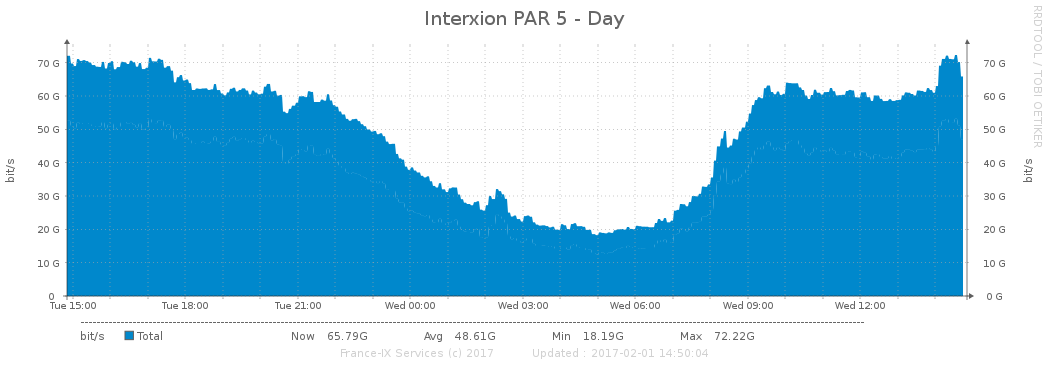 Interxion PAR 5 - Day
RRDTOOL / TOBI OETIKER
bit/s
70 G 70 G
60 G 60 G
50 G 50 G
40 G 40 G
30 G 30 G
20 G 20 G
10 G 10 G
0 0 G
bit/s
Tue 15:00 Tue 18:00 Tue 21:00 Wed 00:00 Wed 03:00 Wed 06:00 Wed 09:00 Wed 12:00
bit/s Total Now 65.79G Avg 48.61G Min 18.19G Max 72.22G
France-IX Services (c) 2017 Updated : 2017-02-01 14:50:04